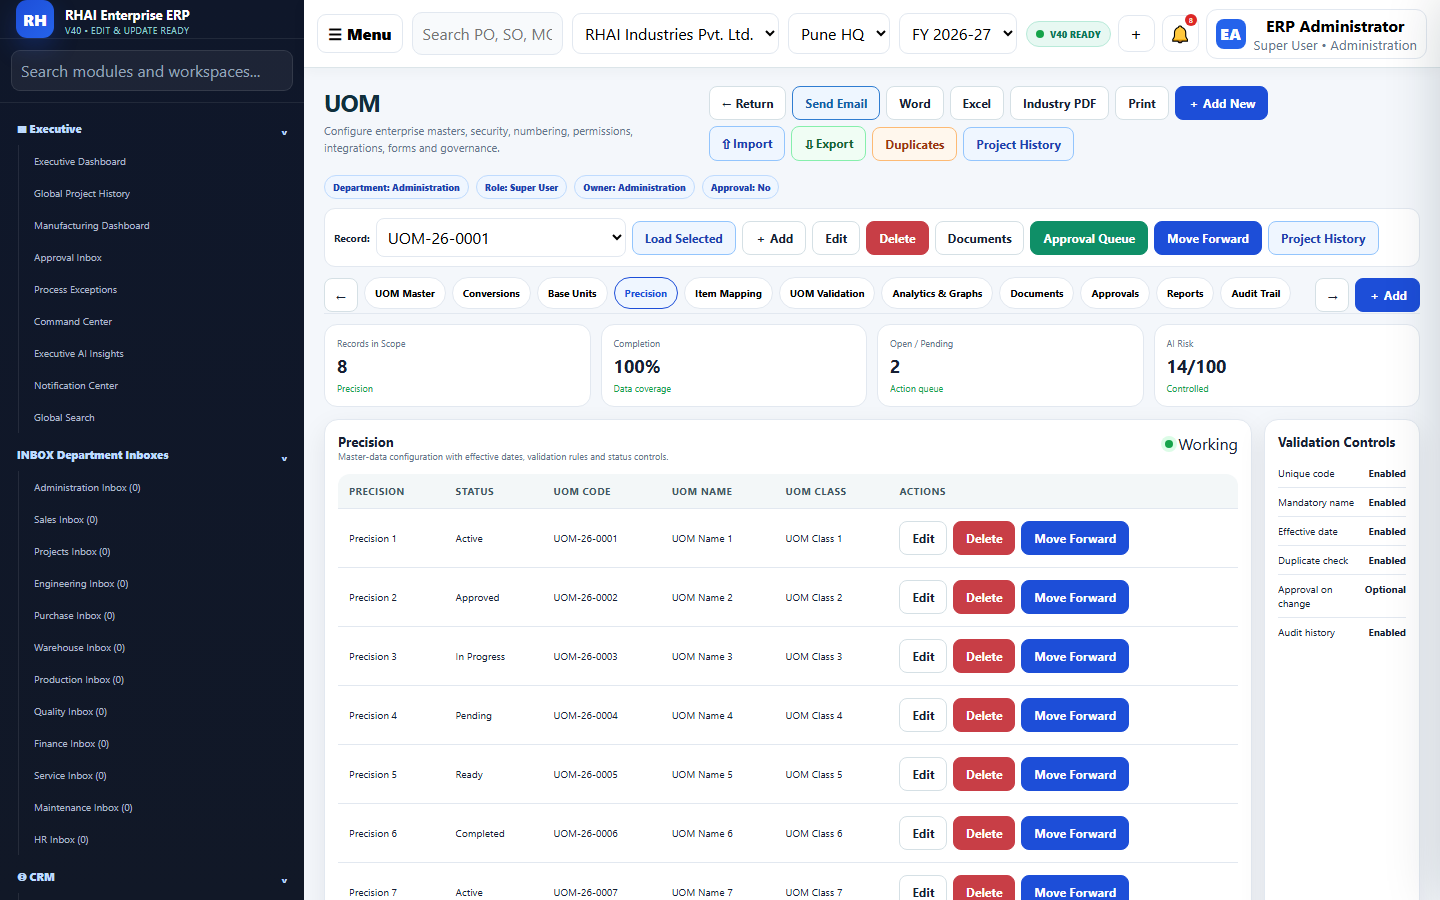 RH
RHAI Enterprise ERP
V40 • EDIT & UPDATE READY
Search modules and workspaces...
Executive
Executive Dashboard
Global Project History
Manufacturing Dashboard
Approval Inbox
Process Exceptions
Command Center
Executive AI Insights
Notification Center
Global Search
INBOX Department Inboxes
Administration Inbox (0)
Sales Inbox (0)
Projects Inbox (0)
Engineering Inbox (0)
Purchase Inbox (0)
Warehouse Inbox (0)
Production Inbox (0)
Quality Inbox (0)
Finance Inbox (0)
Service Inbox (0)
Maintenance Inbox (0)
HR Inbox (0)
CRM
☰ Menu
Search PO, SO, MO
RHAI Industries Pvt. Ltd.
Pune HQ
FY 2026-27
V40 READY
+
8
EA
ERP Administrator
Super User • Administration
UOM
Configure enterprise masters, security, numbering, permissions,
integrations, forms and governance.
← Return
Send Email
Word
Excel
Industry PDF
Print
+ Add New
⇧ Import
⇩ Export
Duplicates
Project History
Department: Administration
Role: Super User
Owner: Administration
Approval: No
Record:
UOM-26-0001
Load Selected
+ Add
Edit
Delete
Documents
Approval Queue
Move Forward
Project History
←
UOM Master
Conversions
Base Units
Precision
Item Mapping
UOM Validation
Analytics & Graphs
Documents
Approvals
Reports
Audit Trail
→
+ Add
Records in Scope
8
Precision
Completion
100%
Data coverage
Open / Pending
2
Action queue
AI Risk
14/100
Controlled
Precision
Master-data configuration with effective dates, validation rules and status controls.
Working
PRECISION STATUS UOM CODE UOM NAME UOM CLASS ACTIONS
Precision 1 Active UOM-26-0001 UOM Name 1 UOM Class 1 Edit Delete Move Forward
Precision 2 Approved UOM-26-0002 UOM Name 2 UOM Class 2 Edit Delete Move Forward
Precision 3 In Progress UOM-26-0003 UOM Name 3 UOM Class 3 Edit Delete Move Forward
Precision 4 Pending UOM-26-0004 UOM Name 4 UOM Class 4 Edit Delete Move Forward
Precision 5 Ready UOM-26-0005 UOM Name 5 UOM Class 5 Edit Delete Move Forward
Precision 6 Completed UOM-26-0006 UOM Name 6 UOM Class 6 Edit Delete Move Forward
Precision 7 Active UOM-26-0007 UOM Name 7 UOM Class 7 Edit Delete Move Forward
Validation Controls
Unique code Enabled
Mandatory name Enabled
Effective date Enabled
Duplicate check Enabled
Approval on change Optional
Audit history Enabled